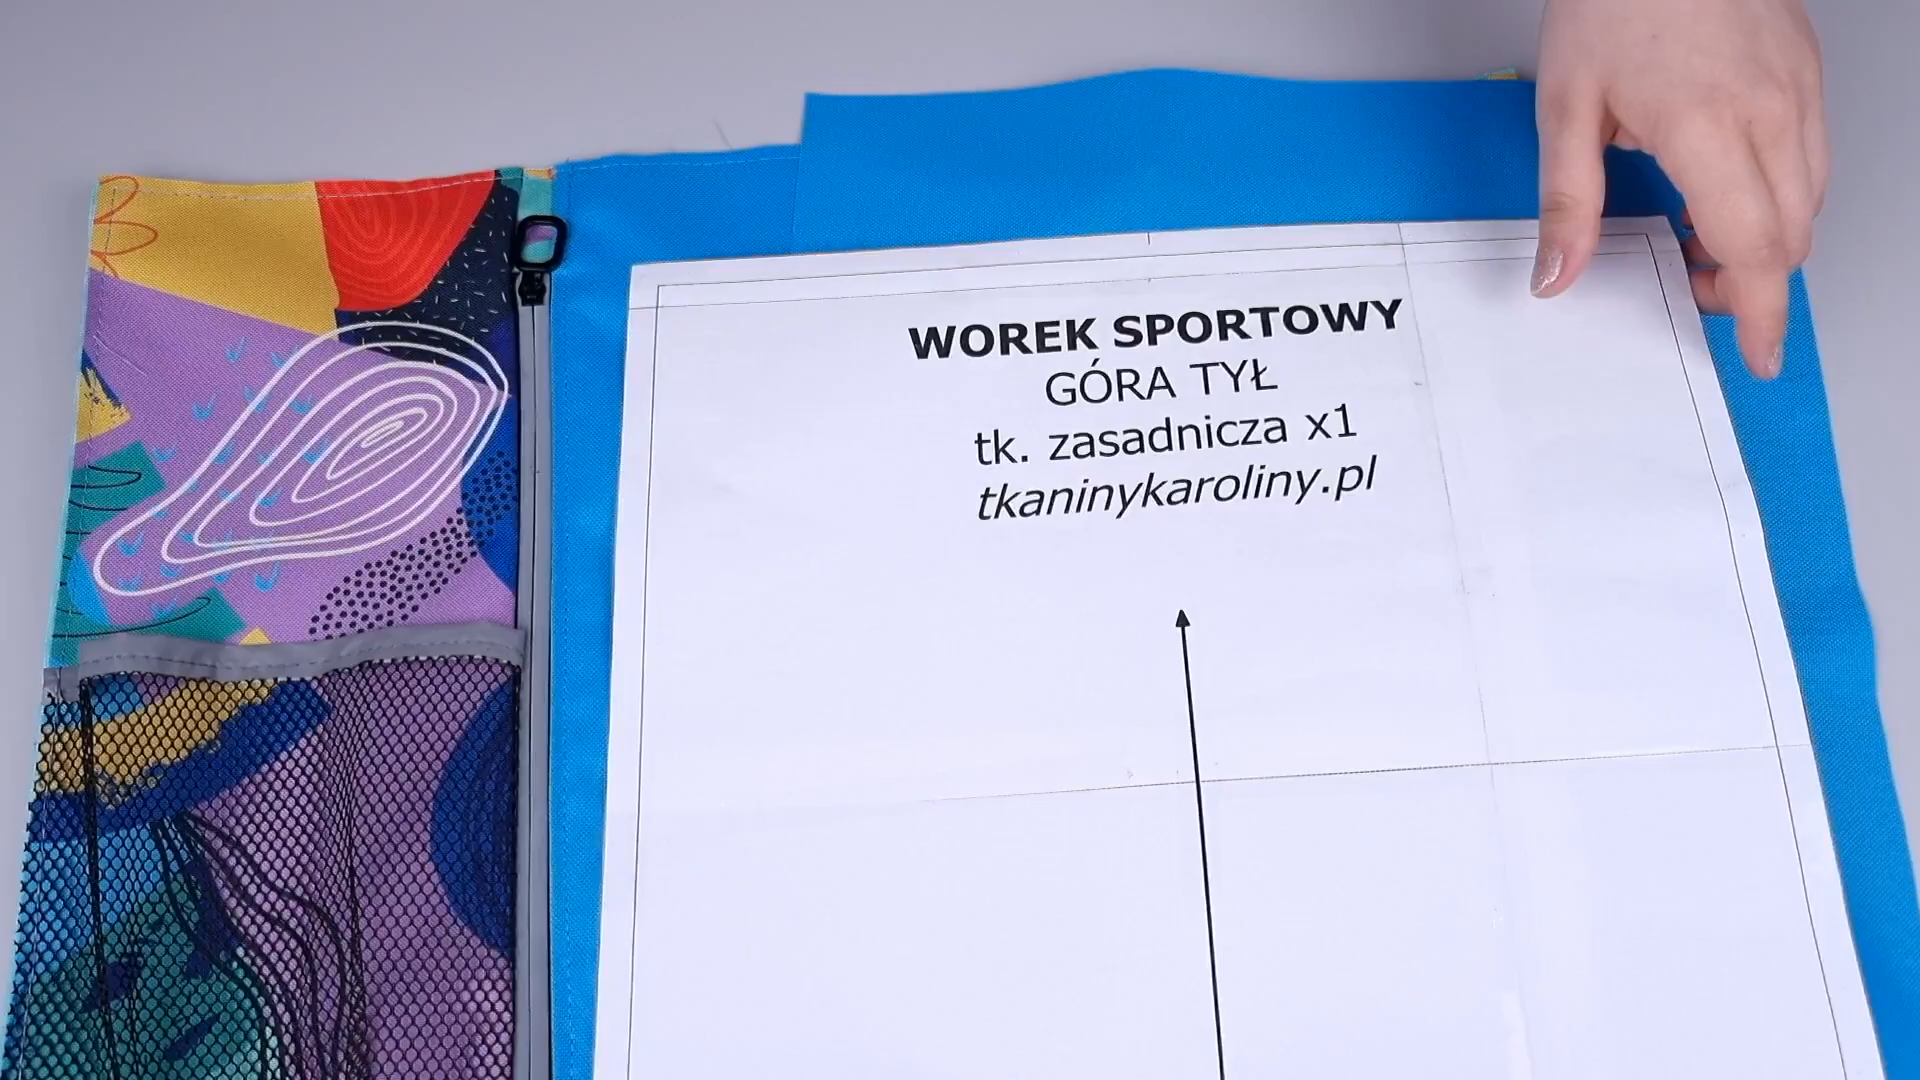 WOREK SPORTOWY
GÓRA TYŁ
tk. zasadnicza x1
tkaninykaroliny.pl